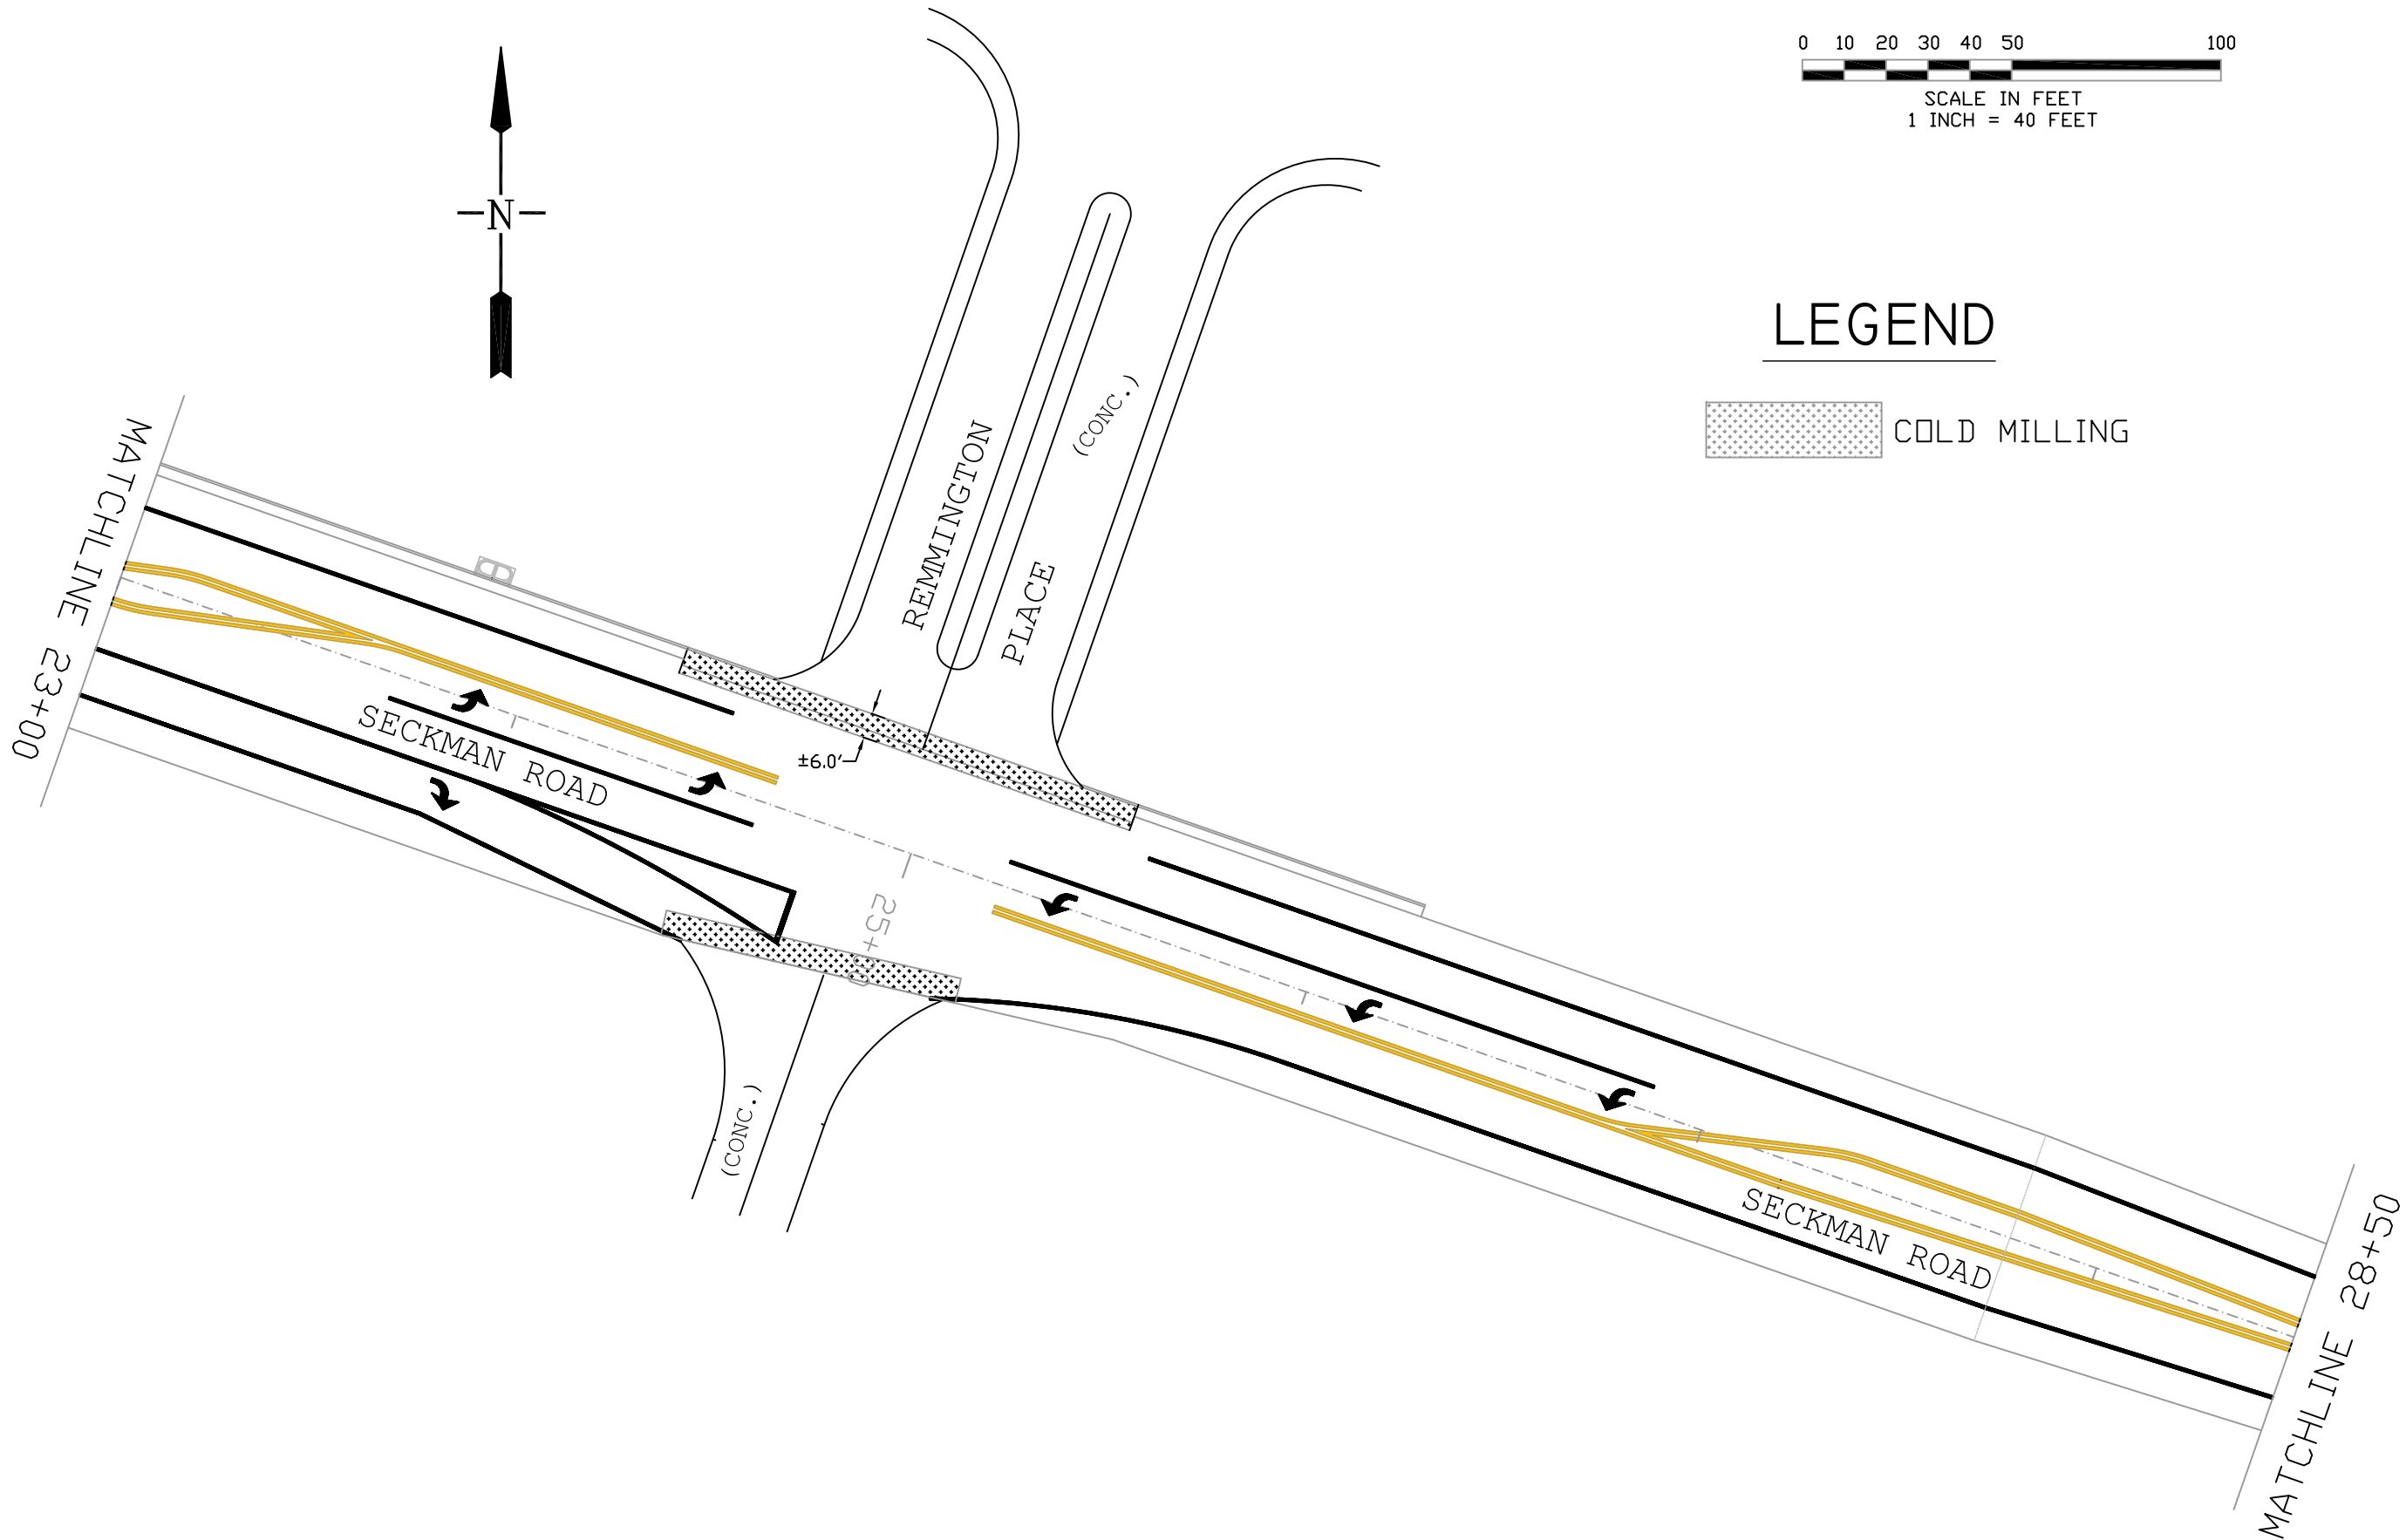 0 10 20 30 40 50 100
SCALE IN FEET
1 INCH = 40 FEET
N
LEGEND
COLD MILLING
MATCHLINE 23+00
REMMINGTON
PLACE
(CONC.)
SECKMAN ROAD
±6.0'
25+00
(CONC.)
SECKMAN ROAD
MATCHLINE 28+50